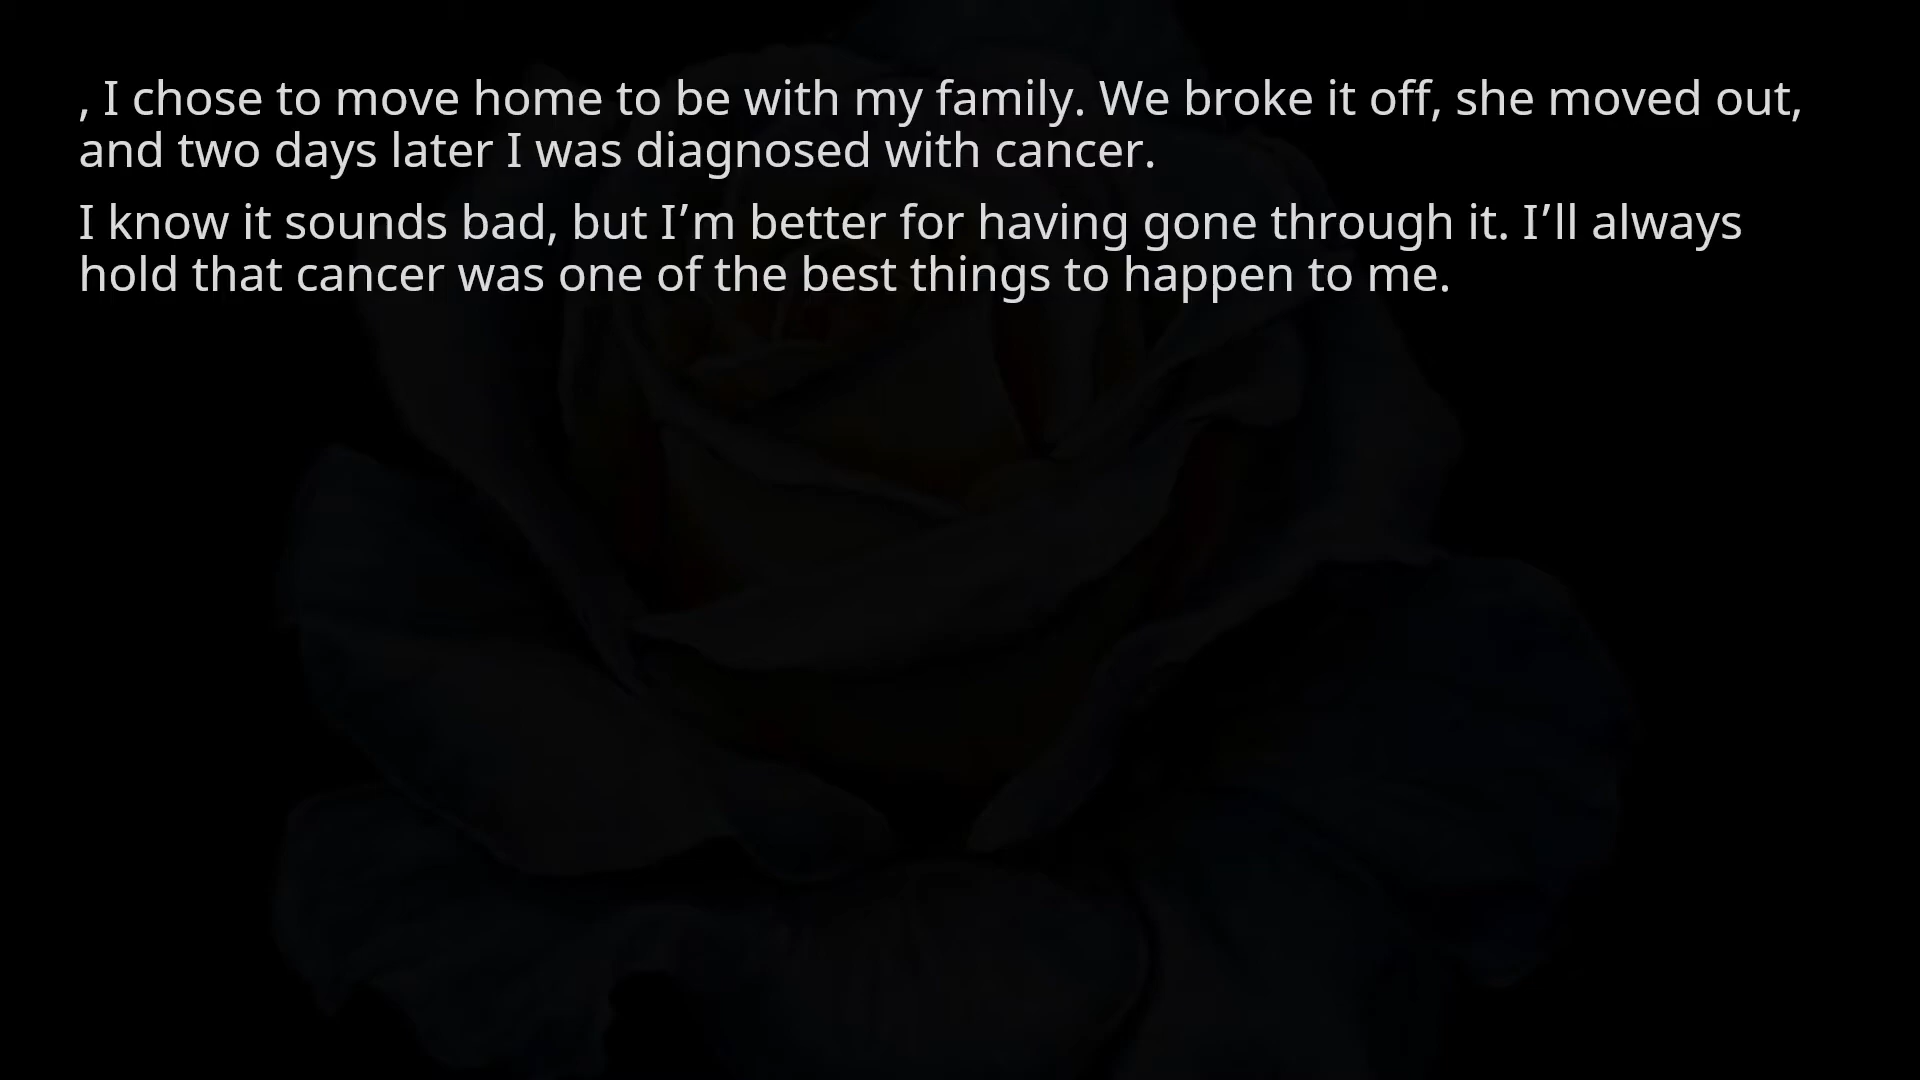 , I chose to move home to be with my family. We broke it off, she moved out,
and two days later I was diagnosed with cancer.
I know it sounds bad, but I’m better for having gone through it. I’ll always
hold that cancer was one of the best things to happen to me.